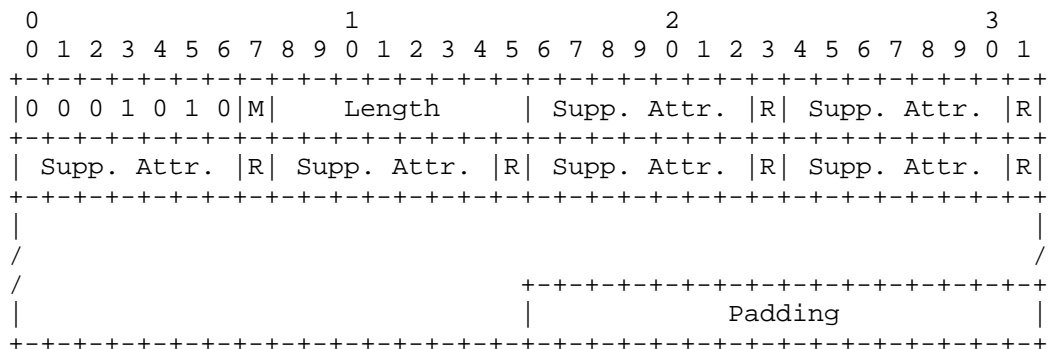 0                   1                   2                   3
 0 1 2 3 4 5 6 7 8 9 0 1 2 3 4 5 6 7 8 9 0 1 2 3 4 5 6 7 8 9 0 1
+-+-+-+-+-+-+-+-+-+-+-+-+-+-+-+-+-+-+-+-+-+-+-+-+-+-+-+-+-+-+-+-+
|0 0 0 1 0 1 0|M|    Length     | Supp. Attr. |R| Supp. Attr. |R|
+-+-+-+-+-+-+-+-+-+-+-+-+-+-+-+-+-+-+-+-+-+-+-+-+-+-+-+-+-+-+-+-+
| Supp. Attr. |R| Supp. Attr. |R| Supp. Attr. |R| Supp. Attr. |R|
+-+-+-+-+-+-+-+-+-+-+-+-+-+-+-+-+-+-+-+-+-+-+-+-+-+-+-+-+-+-+-+-+
|                                                               |
/                                                               /
/                               +-+-+-+-+-+-+-+-+-+-+-+-+-+-+-+-+
|                               |            Padding            |
+-+-+-+-+-+-+-+-+-+-+-+-+-+-+-+-+-+-+-+-+-+-+-+-+-+-+-+-+-+-+-+-+